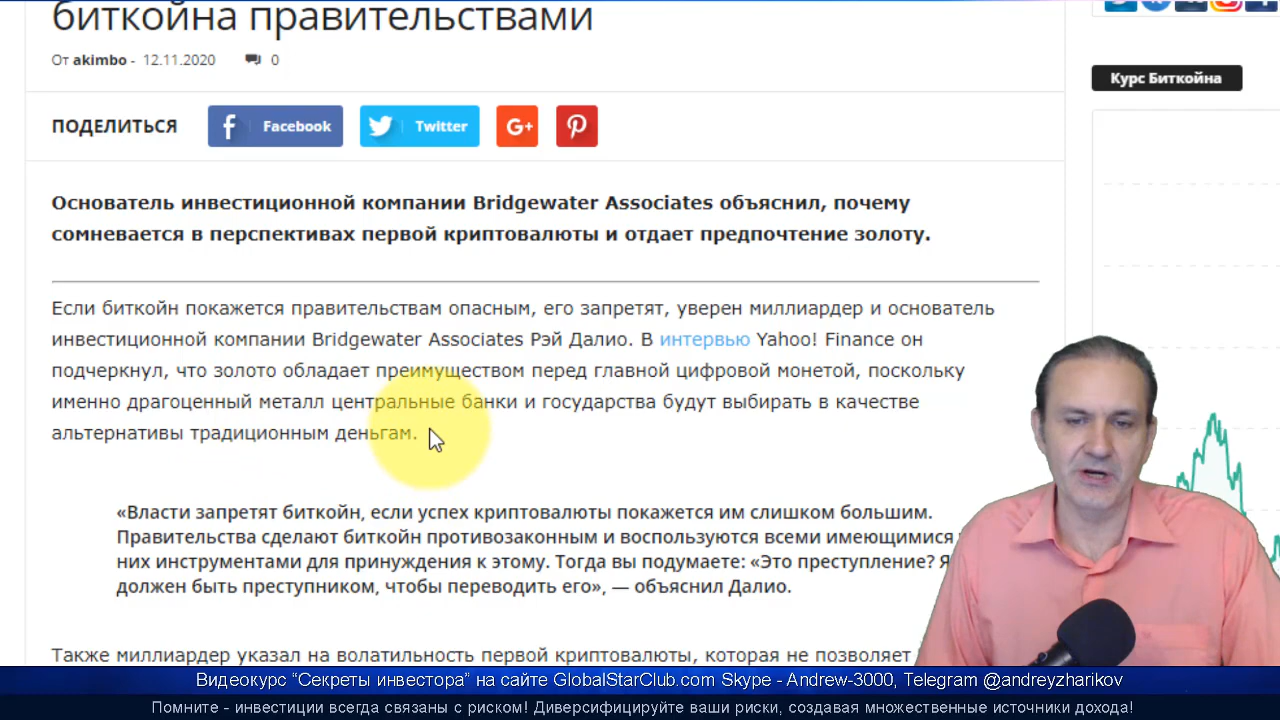 биткойна правительствами
От akimbo - 12.11.2020 0
Курс Биткойна
ПОДЕЛИТЬСЯ Facebook Twitter G+
Основатель инвестиционной компании Bridgewater Associates объяснил, почему
сомневается в перспективах первой криптовалюты и отдает предпочтение золоту.
Если биткойн покажется правительствам опасным, его запретят, уверен миллиардер и основатель
инвестиционной компании Bridgewater Associates Рэй Далио. В интервью Yahoo! Finance он
подчеркнул, что золото обладает преимуществом перед главной цифровой монетой, поскольку
именно драгоценный металл центральные банки и государства будут выбирать в качестве
альтернативы традиционным деньгам.
«Власти запретят биткойн, если успех криптовалюты покажется им слишком большим.
Правительства сделают биткойн противозаконным и воспользуются всеми имеющимися
них инструментами для принуждения к этому. Тогда вы подумаете: «Это преступление? Я
должен быть преступником, чтобы переводить его», — объяснил Далио.
Также миллиардер указал на волатильность первой криптовалюты, которая не позволяет
Видеокурс “Секреты инвестора” на сайте GlobalStarClub.com Skype - Andrew-3000, Telegram @andreyzharikov
Помните - инвестиции всегда связаны с риском! Диверсифицируйте ваши риски, создавая множественные источники дохода!